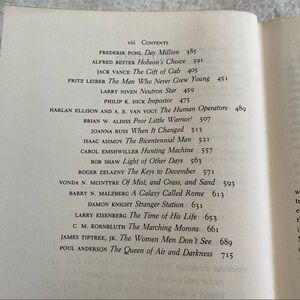 viii CONTENTS
FREDERIK POHL Day Million 385
ALFRED BESTER Hobson's Choice 391
JACK VANCE The Gift of Gab 405
FRITZ LEIBER The Man Who Never Grew Young 451
LARRY NIVEN Neutron Star 459
PHILIP K. DICK Impostor 475
HARLAN ELLISON AND A. E. VAN VOGT The Human Operators 489
BRIAN W. ALDISS Poor Little Warrior! 507
JOANNA RUSS When It Changed 513
ISAAC ASIMOV The Bicentennial Man 521
CAROL EMSHWILLER Hunting Machine 557
BOB SHAW Light of Other Days 563
ROGER ZELAZNY The Keys to December 571
VONDA N. MCINTYRE Of Mist, and Grass, and Sand 593
BARRY N. MALZBERG A Galaxy Called Rome 613
DAMON KNIGHT Stranger Station 631
LARRY EISENBERG The Time of His Life 653
C. M. KORNBLUTH The Marching Morons 661
JAMES TIPTREE, JR. The Women Men Don't See 689
POUL ANDERSON The Queen of Air and Darkness 715